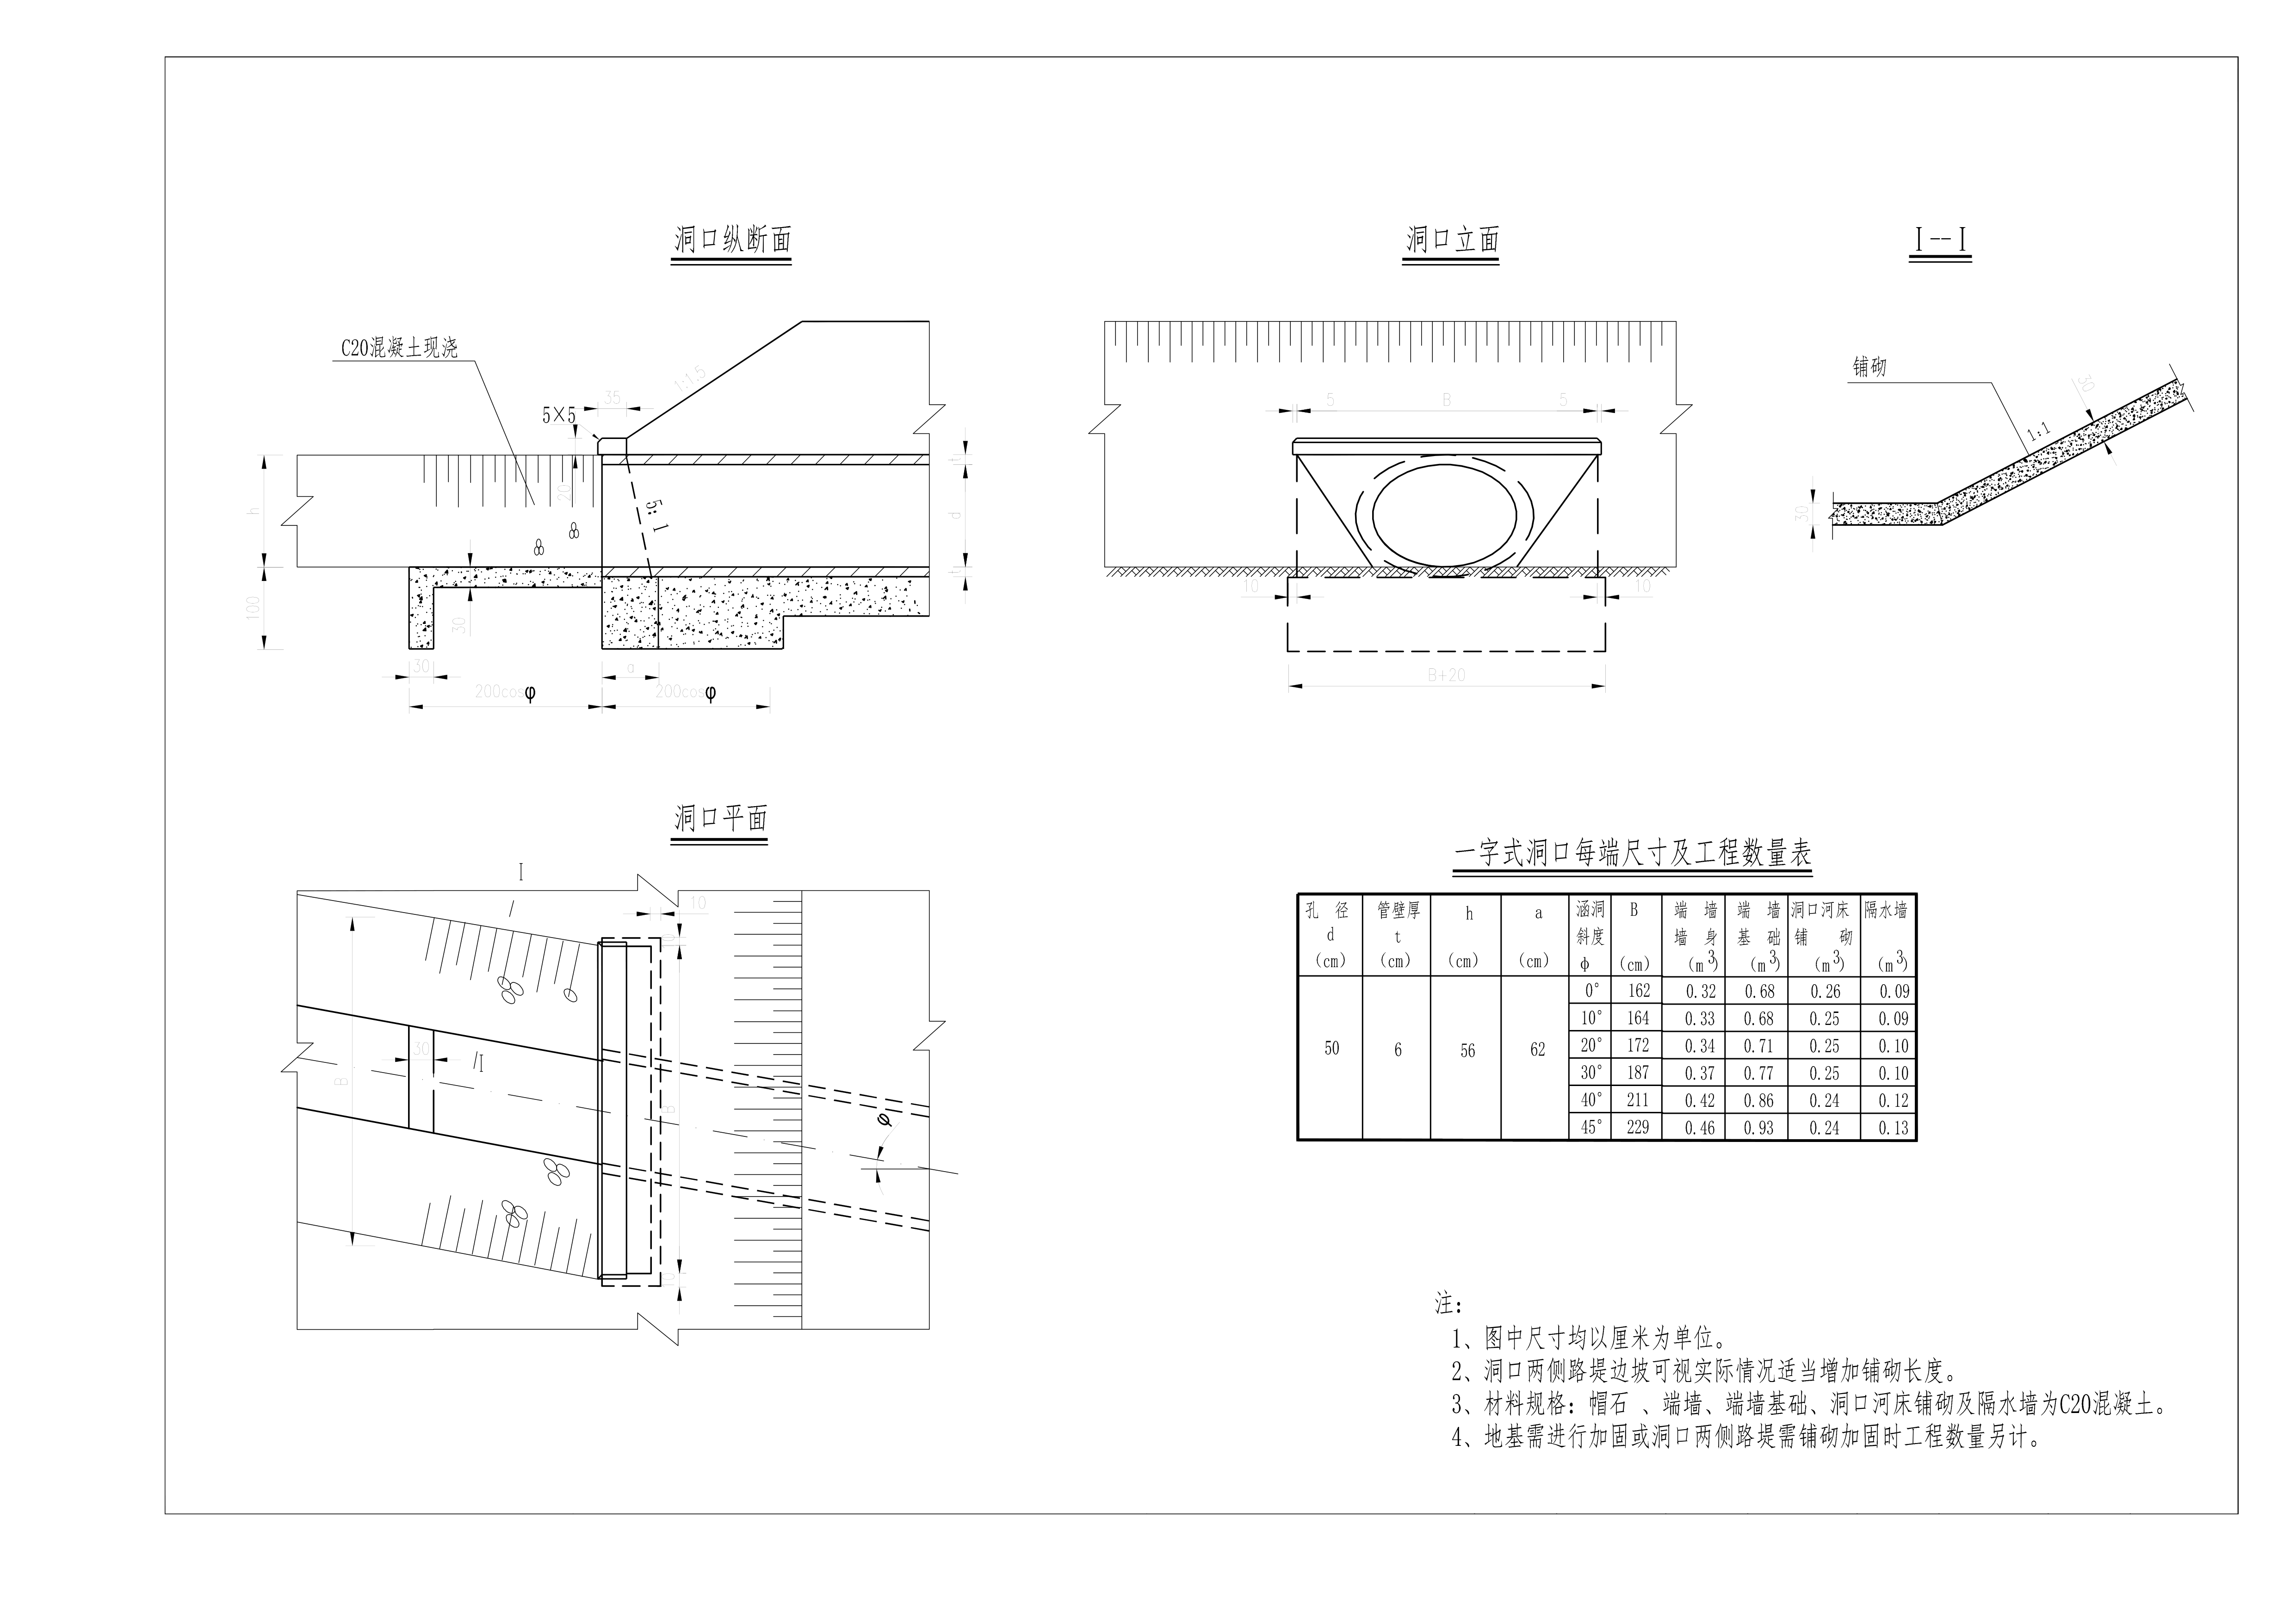 洞口纵断面
洞口立面
I--I
C20混凝土现浇
1:1.5
35
5×5
20
5:1
h
100
30
30
a
200cosφ
200cosφ
t
d
t
5
B
5
10
10
B+20
铺砌
1:1
30
30
洞口平面
I
10
10
B
30
/I
B
10
φ
一字式洞口每端尺寸及工程数量表
孔 径 d (cm)
管壁厚 t (cm)
h (cm)
a (cm)
涵洞斜度 φ
B (cm)
端 墙 墙 身 (m3)
端 墙 基 础 (m3)
洞口河床铺 砌 (m3)
隔水墙 (m3)
50 6 56 62
0° 162 0.32 0.68 0.26 0.09
10° 164 0.33 0.68 0.25 0.09
20° 172 0.34 0.71 0.25 0.10
30° 187 0.37 0.77 0.25 0.10
40° 211 0.42 0.86 0.24 0.12
45° 229 0.46 0.93 0.24 0.13
注:
1、图中尺寸均以厘米为单位。
2、洞口两侧路堤边坡可视实际情况适当增加铺砌长度。
3、材料规格: 帽石 、端墙、端墙基础、洞口河床铺砌及隔水墙为C20混凝土。
4、地基需进行加固或洞口两侧路堤需铺砌加固时工程数量另计。